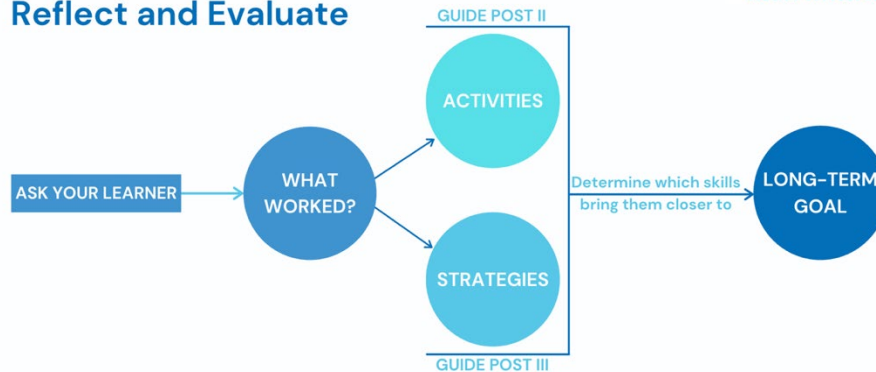 Reflect and Evaluate
GUIDE POST II
ACTIVITIES
ASK YOUR LEARNER
WHAT
WORKED?
Determine which skills
bring them closer to
LONG-TERM
GOAL
STRATEGIES
GUIDE POST III